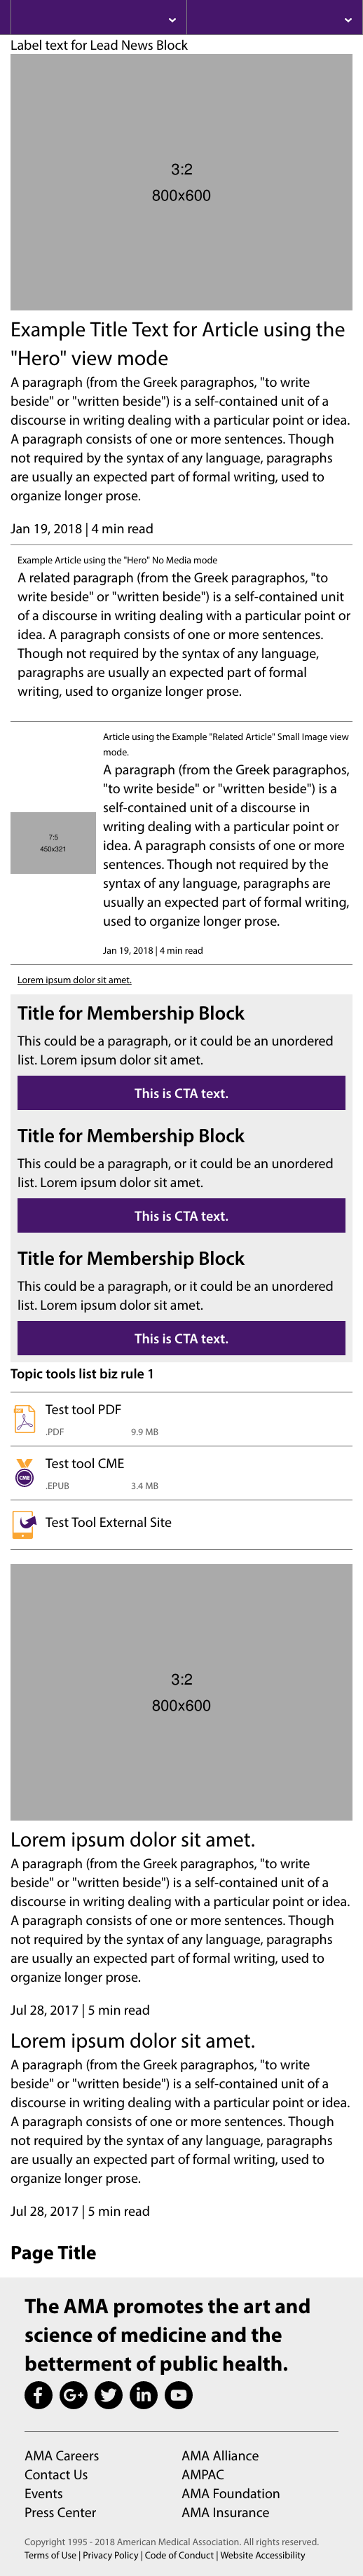 Label text for Lead News Block
3:2
800x600
Example Title Text for Article using the
"Hero" view mode
A paragraph (from the Greek paragraphos, "to write
beside" or "written beside") is a self-contained unit of a
discourse in writing dealing with a particular point or idea.
A paragraph consists of one or more sentences. Though
not required by the syntax of any language, paragraphs
are usually an expected part of formal writing, used to
organize longer prose.
Jan 19, 2018 | 4 min read
Example Article using the "Hero" No Media mode
A related paragraph (from the Greek paragraphos, "to
write beside" or "written beside") is a self-contained unit
of a discourse in writing dealing with a particular point or
idea. A paragraph consists of one or more sentences.
Though not required by the syntax of any language,
paragraphs are usually an expected part of formal
writing, used to organize longer prose.
Article using the Example "Related Article" Small Image view
mode.
A paragraph (from the Greek paragraphos,
"to write beside" or "written beside") is a
self-contained unit of a discourse in
writing dealing with a particular point or
idea. A paragraph consists of one or more
sentences. Though not required by the
syntax of any language, paragraphs are
usually an expected part of formal writing,
used to organize longer prose.
7:5
450x321
Jan 19, 2018 | 4 min read
Lorem ipsum dolor sit amet.
Title for Membership Block
This could be a paragraph, or it could be an unordered
list. Lorem ipsum dolor sit amet.
This is CTA text.
Title for Membership Block
This could be a paragraph, or it could be an unordered
list. Lorem ipsum dolor sit amet.
This is CTA text.
Title for Membership Block
This could be a paragraph, or it could be an unordered
list. Lorem ipsum dolor sit amet.
This is CTA text.
Topic tools list biz rule 1
Test tool PDF
.PDF 9.9 MB
Test tool CME
CME
.EPUB 3.4 MB
Test Tool External Site
3:2
800x600
Lorem ipsum dolor sit amet.
A paragraph (from the Greek paragraphos, "to write
beside" or "written beside") is a self-contained unit of a
discourse in writing dealing with a particular point or idea.
A paragraph consists of one or more sentences. Though
not required by the syntax of any language, paragraphs
are usually an expected part of formal writing, used to
organize longer prose.
Jul 28, 2017 | 5 min read
Lorem ipsum dolor sit amet.
A paragraph (from the Greek paragraphos, "to write
beside" or "written beside") is a self-contained unit of a
discourse in writing dealing with a particular point or idea.
A paragraph consists of one or more sentences. Though
not required by the syntax of any language, paragraphs
are usually an expected part of formal writing, used to
organize longer prose.
Jul 28, 2017 | 5 min read
Page Title
The AMA promotes the art and
science of medicine and the
betterment of public health.
AMA Careers AMA Alliance
Contact Us AMPAC
Events AMA Foundation
Press Center AMA Insurance
Copyright 1995 - 2018 American Medical Association. All rights reserved.
Terms of Use | Privacy Policy | Code of Conduct | Website Accessibility